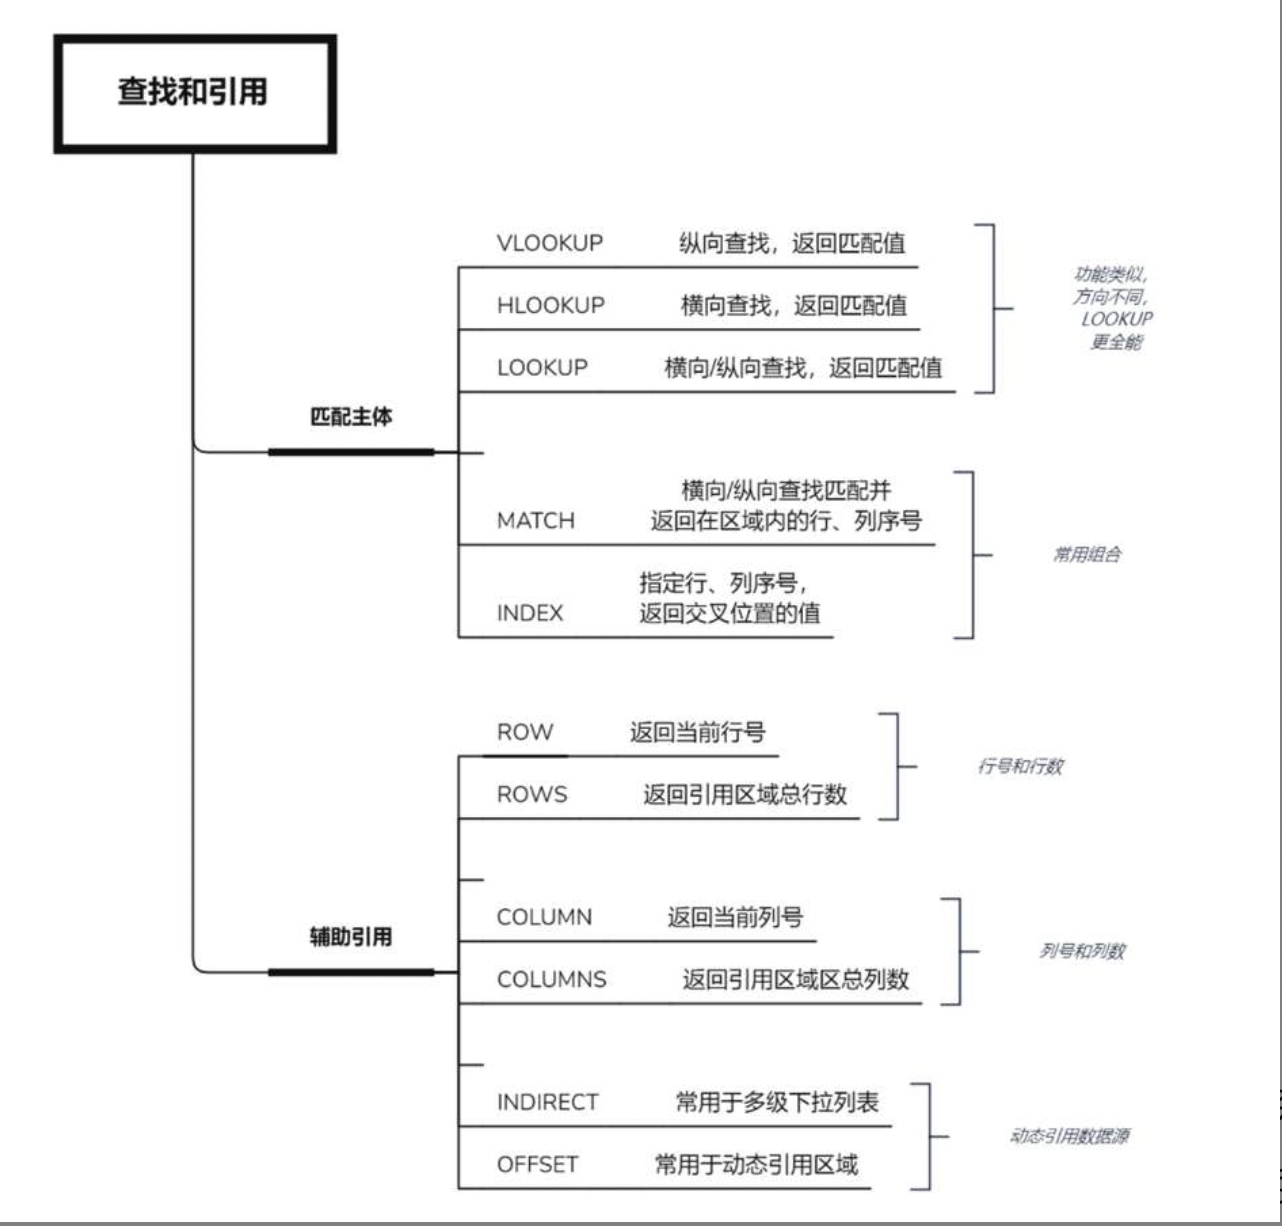 查找和引用
VLOOKUP 纵向查找，返回匹配值
HLOOKUP 横向查找，返回匹配值
LOOKUP 横向/纵向查找，返回匹配值
功能类似，
方向不同，
LOOKUP
更全能
匹配主体
横向/纵向查找匹配并
MATCH 返回在区域内的行、列序号
指定行、列序号，
INDEX 返回交叉位置的值
常用组合
ROW 返回当前行号
ROWS 返回引用区域总行数
行号和行数
辅助引用
COLUMN 返回当前列号
COLUMNS 返回引用区域区总列数
列号和列数
INDIRECT 常用于多级下拉列表
OFFSET 常用于动态引用区域
动态引用数据源